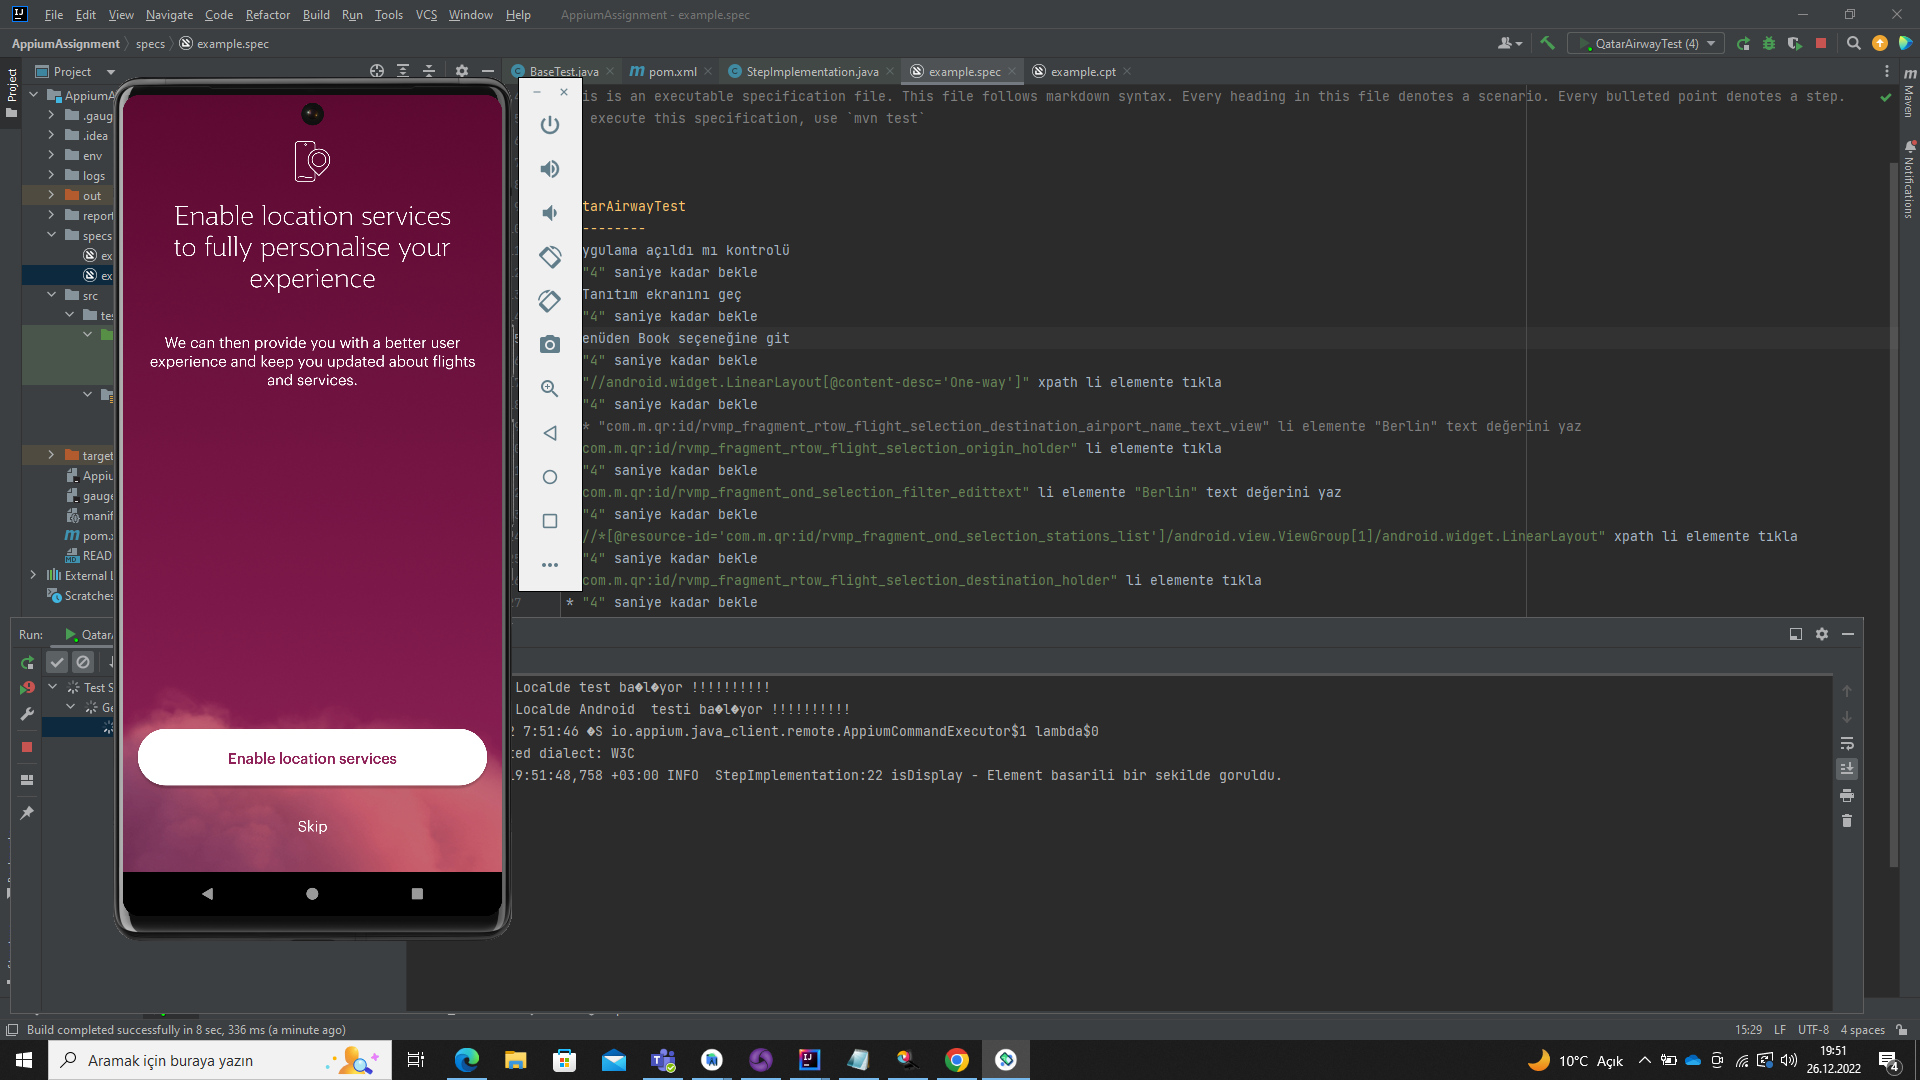 File Edit View Navigate Code Refactor Build Run Tools VCS Window Help AppiumAssignment - example.spec
AppiumAssignment specs example.spec QatarAirwayTest (4)
Project BaseTest.java pom.xml StepImplementation.java example.spec example.cpt
Project
Maven
Notifications
AppiumA
.gaug
.idea
env
logs
out
report
specs
ex
ex
src
tes
target
Appiu
gauge
manif
pom.x
READ
External L
Scratches
Enable location services
to fully personalise your
experience
We can then provide you with a better user
experience and keep you updated about flights
and services.
Enable location services
Skip
is is an executable specification file. This file follows markdown syntax. Every heading in this file denotes a scenario. Every bulleted point denotes a step.
execute this specification, use `mvn test`
tarAirwayTest
--------
ygulama açıldı mı kontrolü
"4" saniye kadar bekle
Tanıtım ekranını geç
"4" saniye kadar bekle
enüden Book seçeneğine git
"4" saniye kadar bekle
"//android.widget.LinearLayout[@content-desc='One-way']" xpath li elemente tıkla
"4" saniye kadar bekle
* "com.m.qr:id/rvmp_fragment_rtow_flight_selection_destination_airport_name_text_view" li elemente "Berlin" text değerini yaz
com.m.qr:id/rvmp_fragment_rtow_flight_selection_origin_holder" li elemente tıkla
"4" saniye kadar bekle
com.m.qr:id/rvmp_fragment_ond_selection_filter_edittext" li elemente "Berlin" text değerini yaz
"4" saniye kadar bekle
//*[@resource-id='com.m.qr:id/rvmp_fragment_ond_selection_stations_list']/android.view.ViewGroup[1]/android.widget.LinearLayout" xpath li elemente tıkla
"4" saniye kadar bekle
com.m.qr:id/rvmp_fragment_rtow_flight_selection_destination_holder" li elemente tıkla
27 * "4" saniye kadar bekle
Run: Qatar
Test S
Ge
Localde test ba�l�yor !!!!!!!!!!
Localde Android  testi ba�l�yor !!!!!!!!!!
2 7:51:46 �S io.appium.java_client.remote.AppiumCommandExecutor$1 lambda$0
ted dialect: W3C
19:51:48,758 +03:00 INFO  StepImplementation:22 isDisplay - Element basarili bir sekilde goruldu.
Build completed successfully in 8 sec, 336 ms (a minute ago) 15:29 LF UTF-8 4 spaces
Aramak için buraya yazın 10°C Açık 19:51
26.12.2022 4